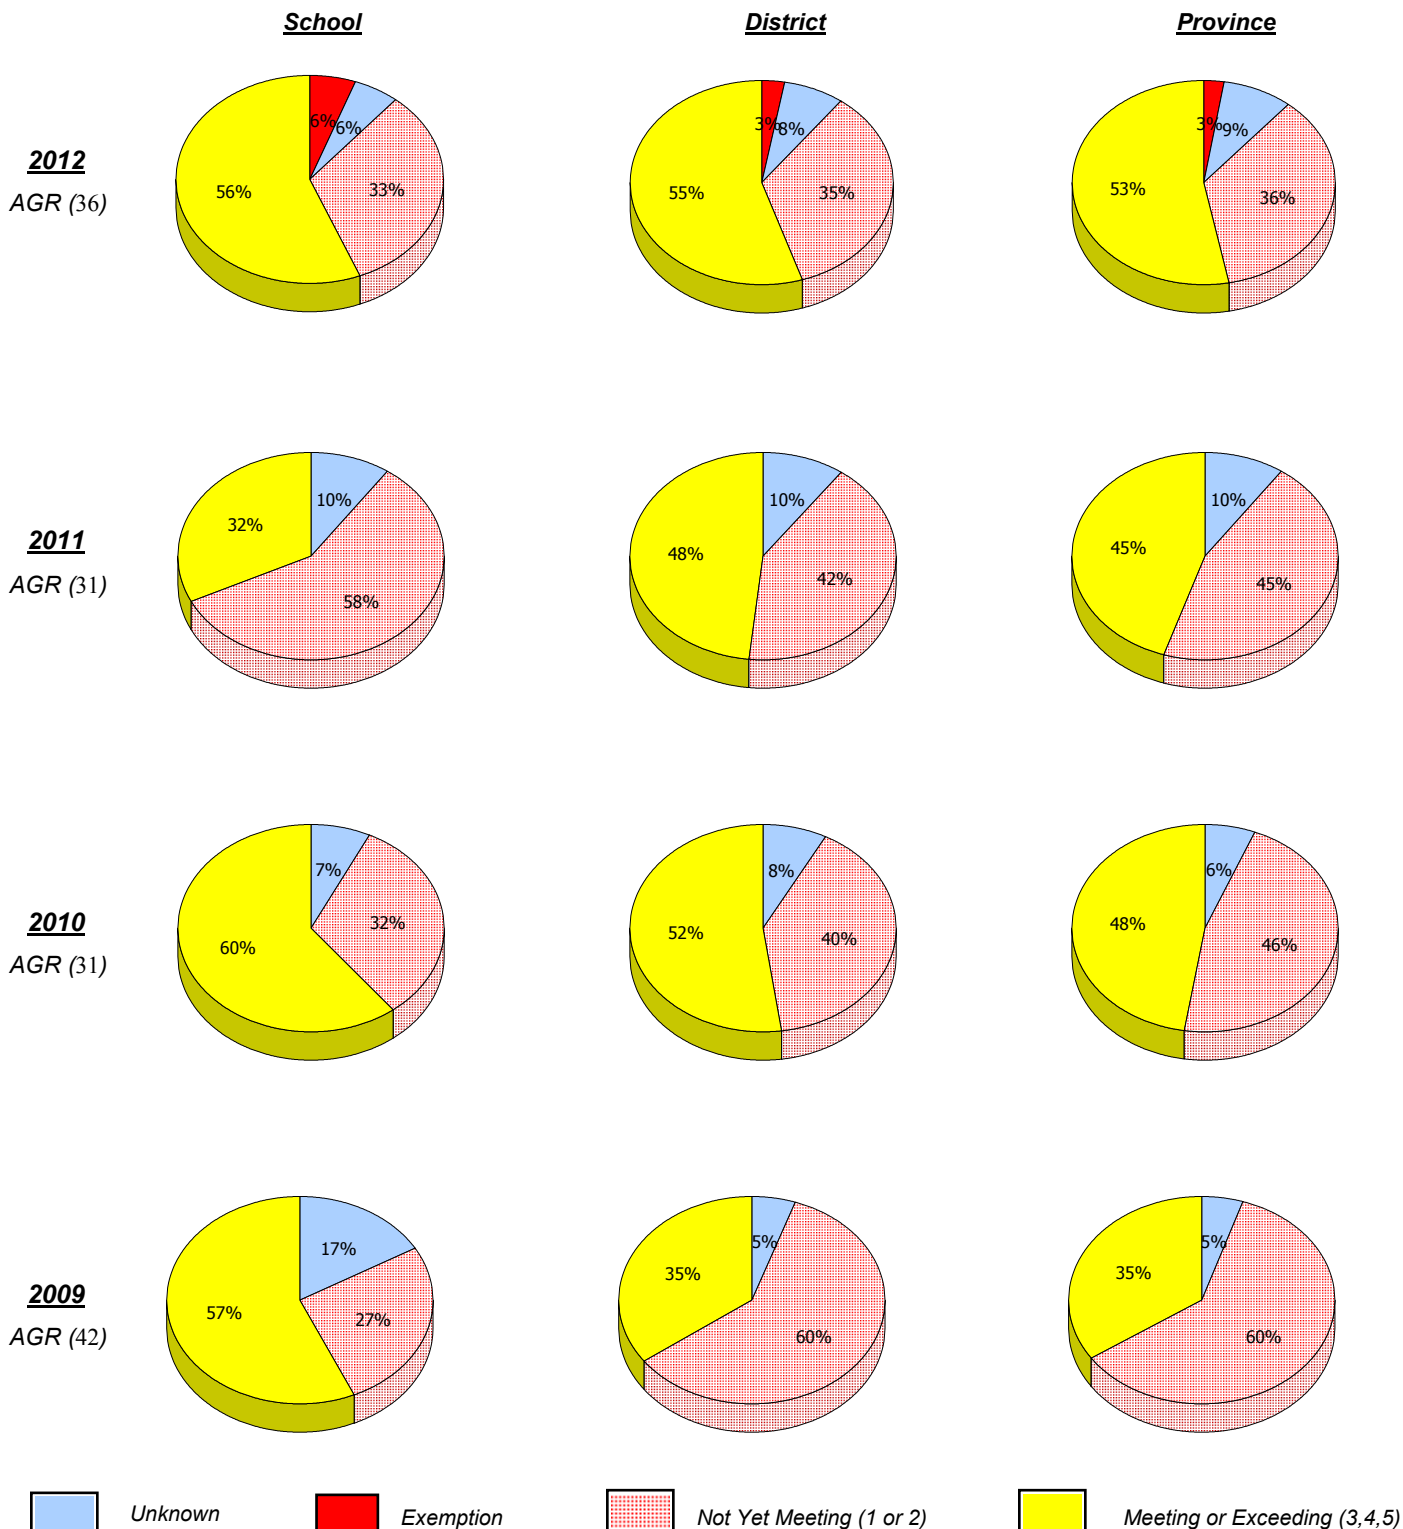 School District Province
2012
AGR (36)
6% 6% 33% 56%
3% 8% 35% 55%
3% 9% 36% 53%
2011
AGR (31)
10% 58% 32%
10% 42% 48%
10% 45% 45%
2010
AGR (31)
7% 32% 60%
8% 40% 52%
6% 46% 48%
2009
AGR (42)
17% 27% 57%
5% 60% 35%
5% 60% 35%
Unknown Exemption Not Yet Meeting (1 or 2) Meeting or Exceeding (3,4,5)